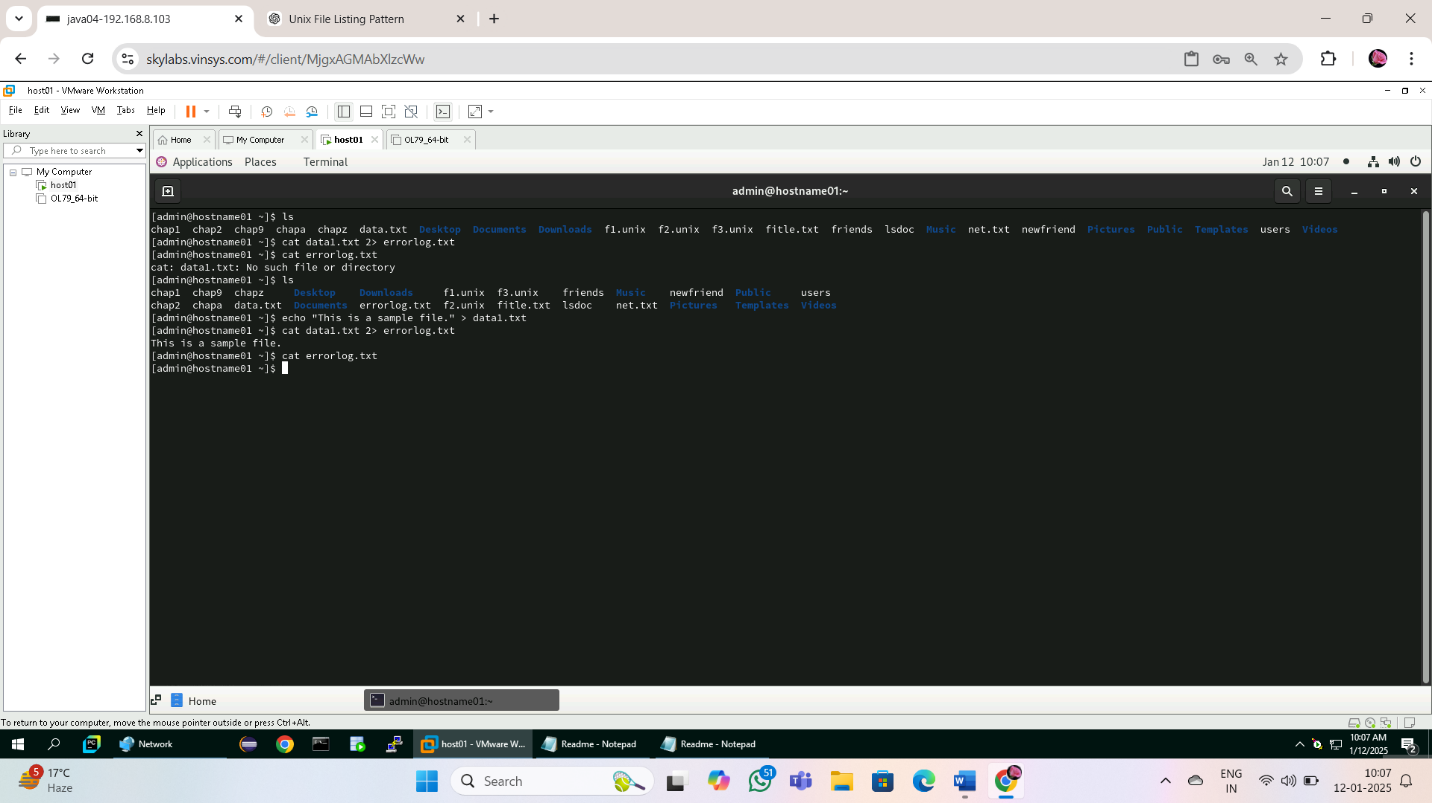 java04-192.168.8.103
Unix File Listing Pattern
skylabs.vinsys.com/#/client/MjgxAGMAbXlzcWw
host01 - VMware Workstation
File Edit View VM Tabs Help
Library
Type here to search
My Computer
host01
OL79_64-bit
Home My Computer host01 OL79_64-bit
Applications Places Terminal Jan 12 10:07
admin@hostname01:~
[admin@hostname01 ~]$ ls
chap1 chap2 chap9 chapa chapz data.txt Desktop Documents Downloads f1.unix f2.unix f3.unix fitle.txt friends lsdoc Music net.txt newfriend Pictures Public Templates users Videos
[admin@hostname01 ~]$ cat data1.txt 2> errorlog.txt
[admin@hostname01 ~]$ cat errorlog.txt
cat: data1.txt: No such file or directory
[admin@hostname01 ~]$ ls
chap1 chap9 chapz Desktop Downloads f1.unix f3.unix friends Music newfriend Public users
chap2 chapa data.txt Documents errorlog.txt f2.unix fitle.txt lsdoc net.txt Pictures Templates Videos
[admin@hostname01 ~]$ echo "This is a sample file." > data1.txt
[admin@hostname01 ~]$ cat data1.txt 2> errorlog.txt
This is a sample file.
[admin@hostname01 ~]$ cat errorlog.txt
[admin@hostname01 ~]$
Home admin@hostname01:~
To return to your computer, move the mouse pointer outside or press Ctrl+Alt.
Network host01 - VMware W... Readme - Notepad Readme - Notepad
10:07 AM
1/12/2025
2
5
17°C
Haze
Search
51
ENG
IN
10:07
12-01-2025